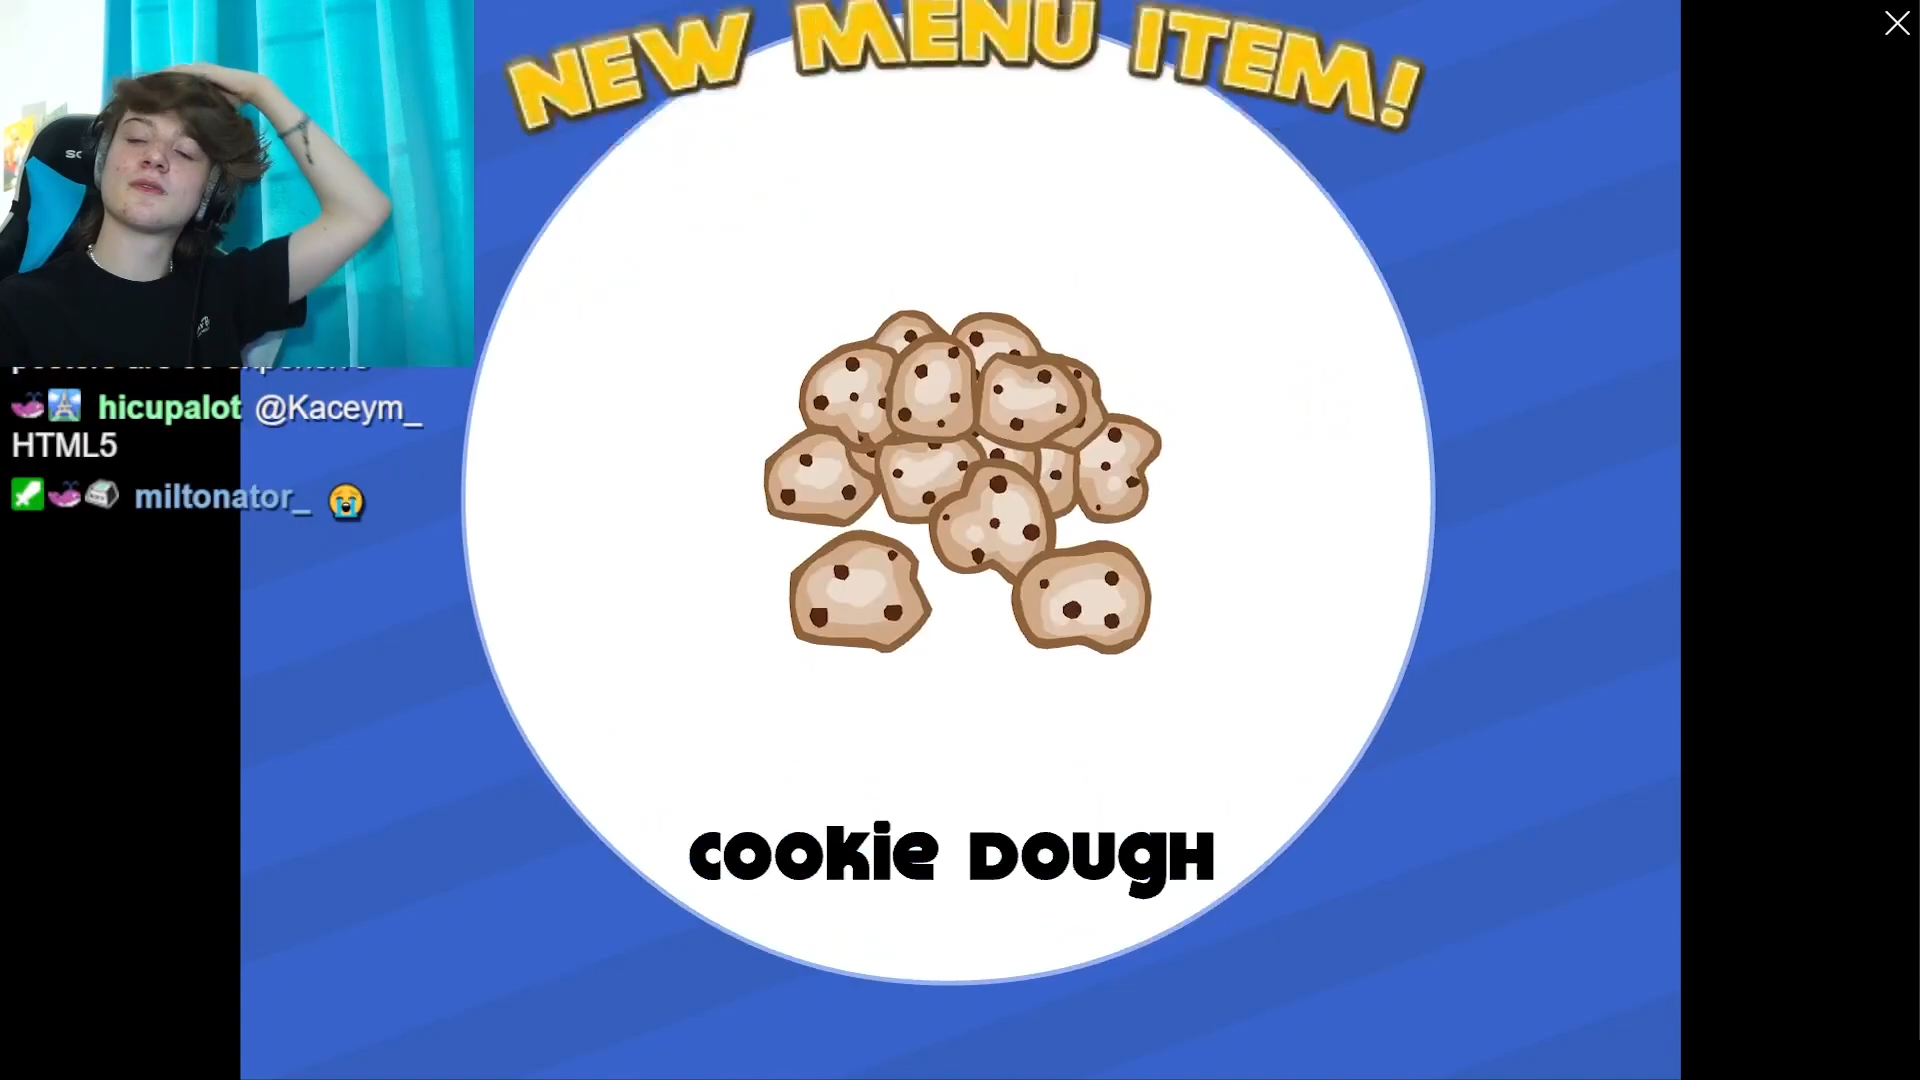 NEW MENU ITEM!
hicupalot @Kaceym_
HTML5
miltonator_ 😭
COOKIE DOUGH